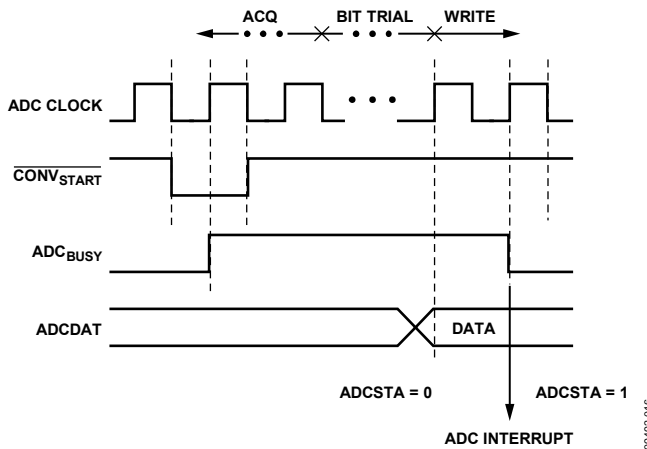 ACQ BIT TRIAL WRITE
ADC CLOCK
CONVSTART
ADCBUSY
ADCDAT DATA
ADCSTA = 0 ADCSTA = 1
ADC INTERRUPT